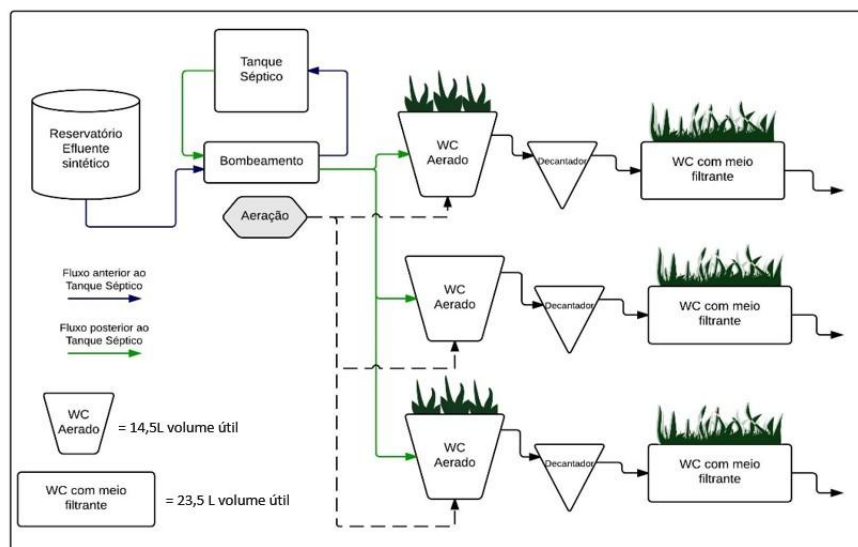 Tanque
Séptico
Reservatório
Efluente
sintético
Bombeamento
Aeração
WC
Aerado
Decantador
WC com meio
filtrante
WC
Aerado
Decantador
WC com meio
filtrante
WC
Aerado
Decantador
WC com meio
filtrante
Fluxo anterior ao
Tanque Séptico
Fluxo posterior ao
Tanque Séptico
WC
Aerado
= 14,5L volume útil
WC com meio
filtrante
= 23,5 L volume útil